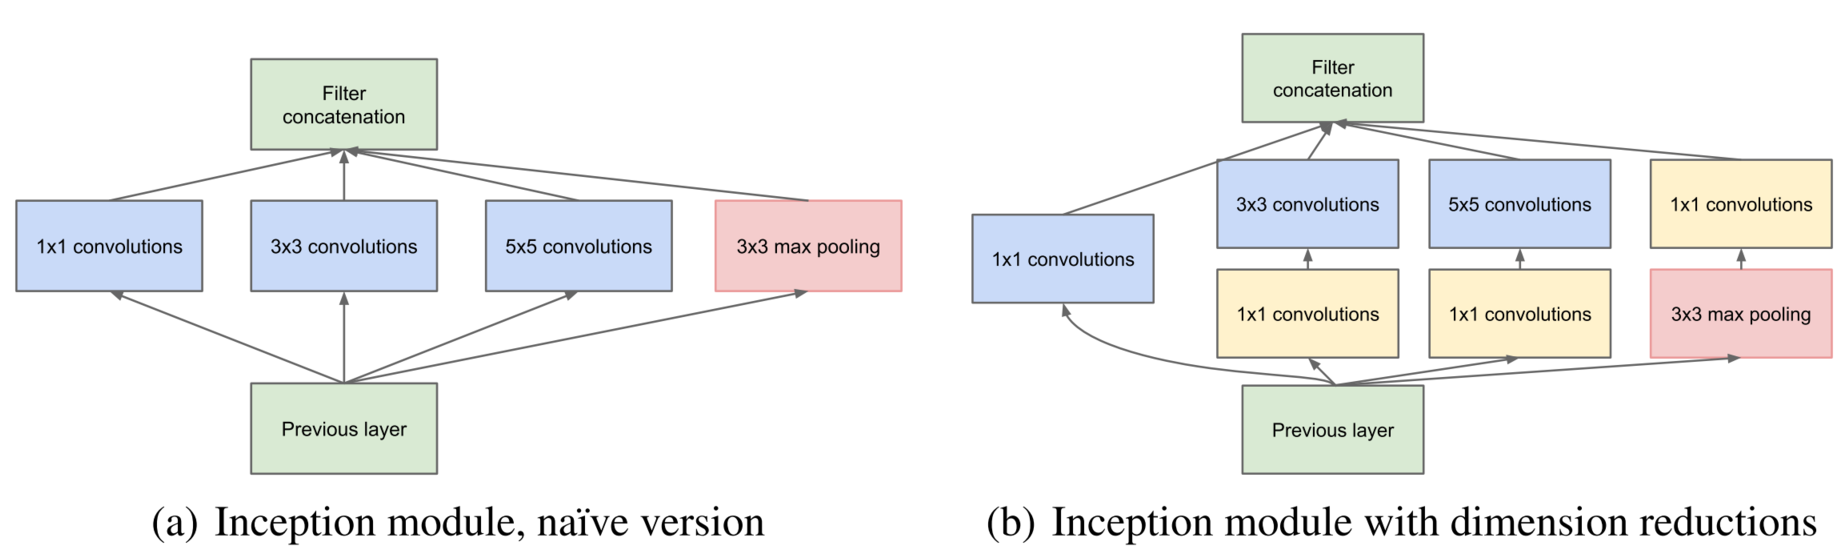 Filter
concatenation
1x1 convolutions
3x3 convolutions
5x5 convolutions
3x3 max pooling
Previous layer
(a) Inception module, naïve version
Filter
concatenation
3x3 convolutions
5x5 convolutions
1x1 convolutions
1x1 convolutions
1x1 convolutions
1x1 convolutions
3x3 max pooling
Previous layer
(b) Inception module with dimension reductions